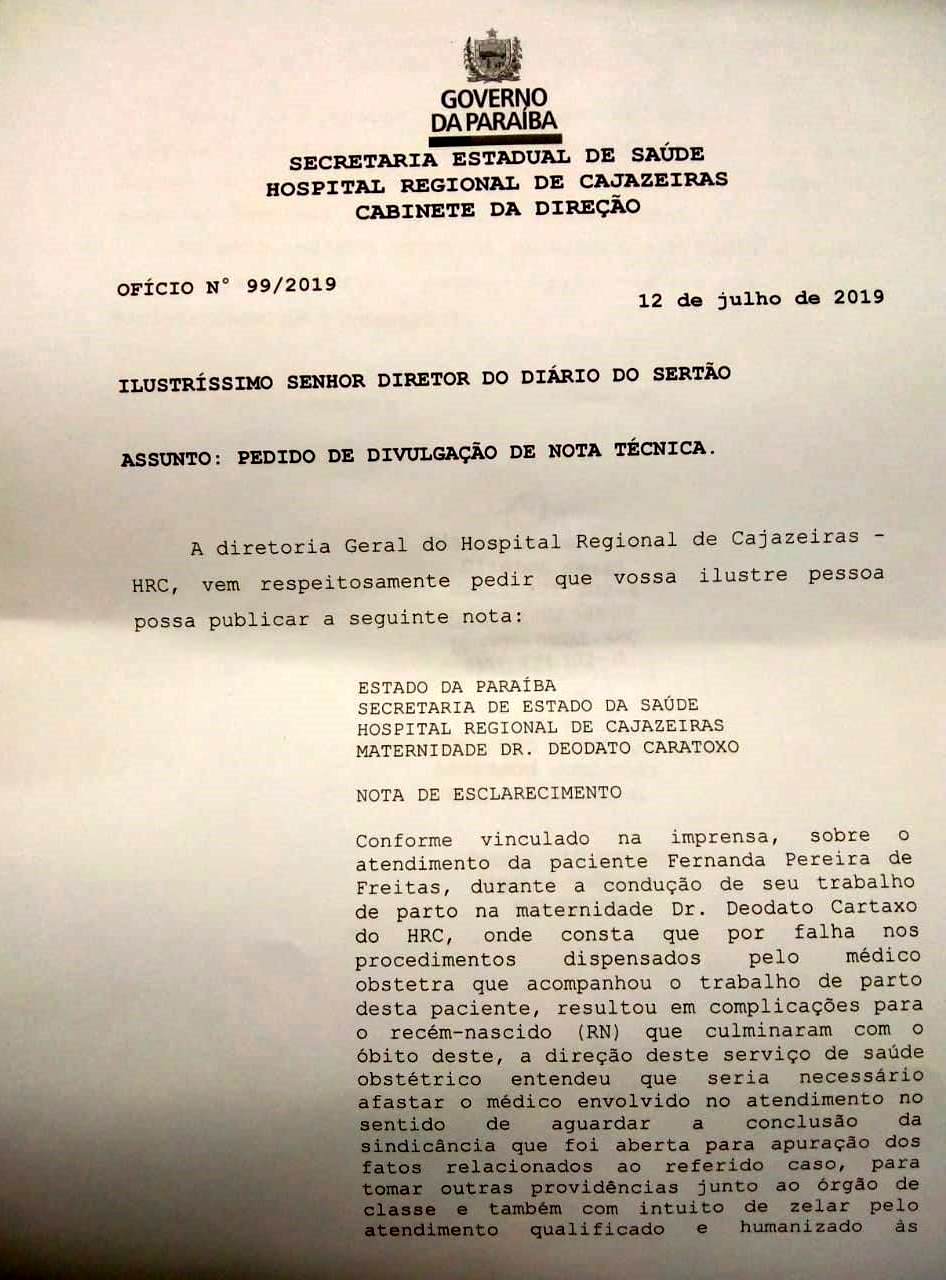 GOVERNO
DA PARAÍBA
SECRETARIA ESTADUAL DE SAÚDE
HOSPITAL REGIONAL DE CAJAZEIRAS
CABINETE DA DIREÇÃO
OFÍCIO N° 99/2019
12 de julho de 2019
ILUSTRÍSSIMO SENHOR DIRETOR DO DIÁRIO DO SERTÃO
ASSUNTO: PEDIDO DE DIVULGAÇÃO DE NOTA TÉCNICA.
A diretoria Geral do Hospital Regional de Cajazeiras –
HRC, vem respeitosamente pedir que vossa ilustre pessoa
possa publicar a seguinte nota:
ESTADO DA PARAÍBA
SECRETARIA DE ESTADO DA SAÚDE
HOSPITAL REGIONAL DE CAJAZEIRAS
MATERNIDADE DR. DEODATO CARATOXO
NOTA DE ESCLARECIMENTO
Conforme vinculado na imprensa, sobre o
atendimento da paciente Fernanda Pereira de
Freitas, durante a condução de seu trabalho
de parto na maternidade Dr. Deodato Cartaxo
do HRC, onde consta que por falha nos
procedimentos dispensados pelo médico
obstetra que acompanhou o trabalho de parto
desta paciente, resultou em complicações para
o recém-nascido (RN) que culminaram com o
óbito deste, a direção deste serviço de saúde
obstétrico entendeu que seria necessário
afastar o médico envolvido no atendimento no
sentido de aguardar a conclusão da
sindicância que foi aberta para apuração dos
fatos relacionados ao referido caso, para
tomar outras providências junto ao órgão de
classe e também com intuito de zelar pelo
atendimento qualificado e humanizado às